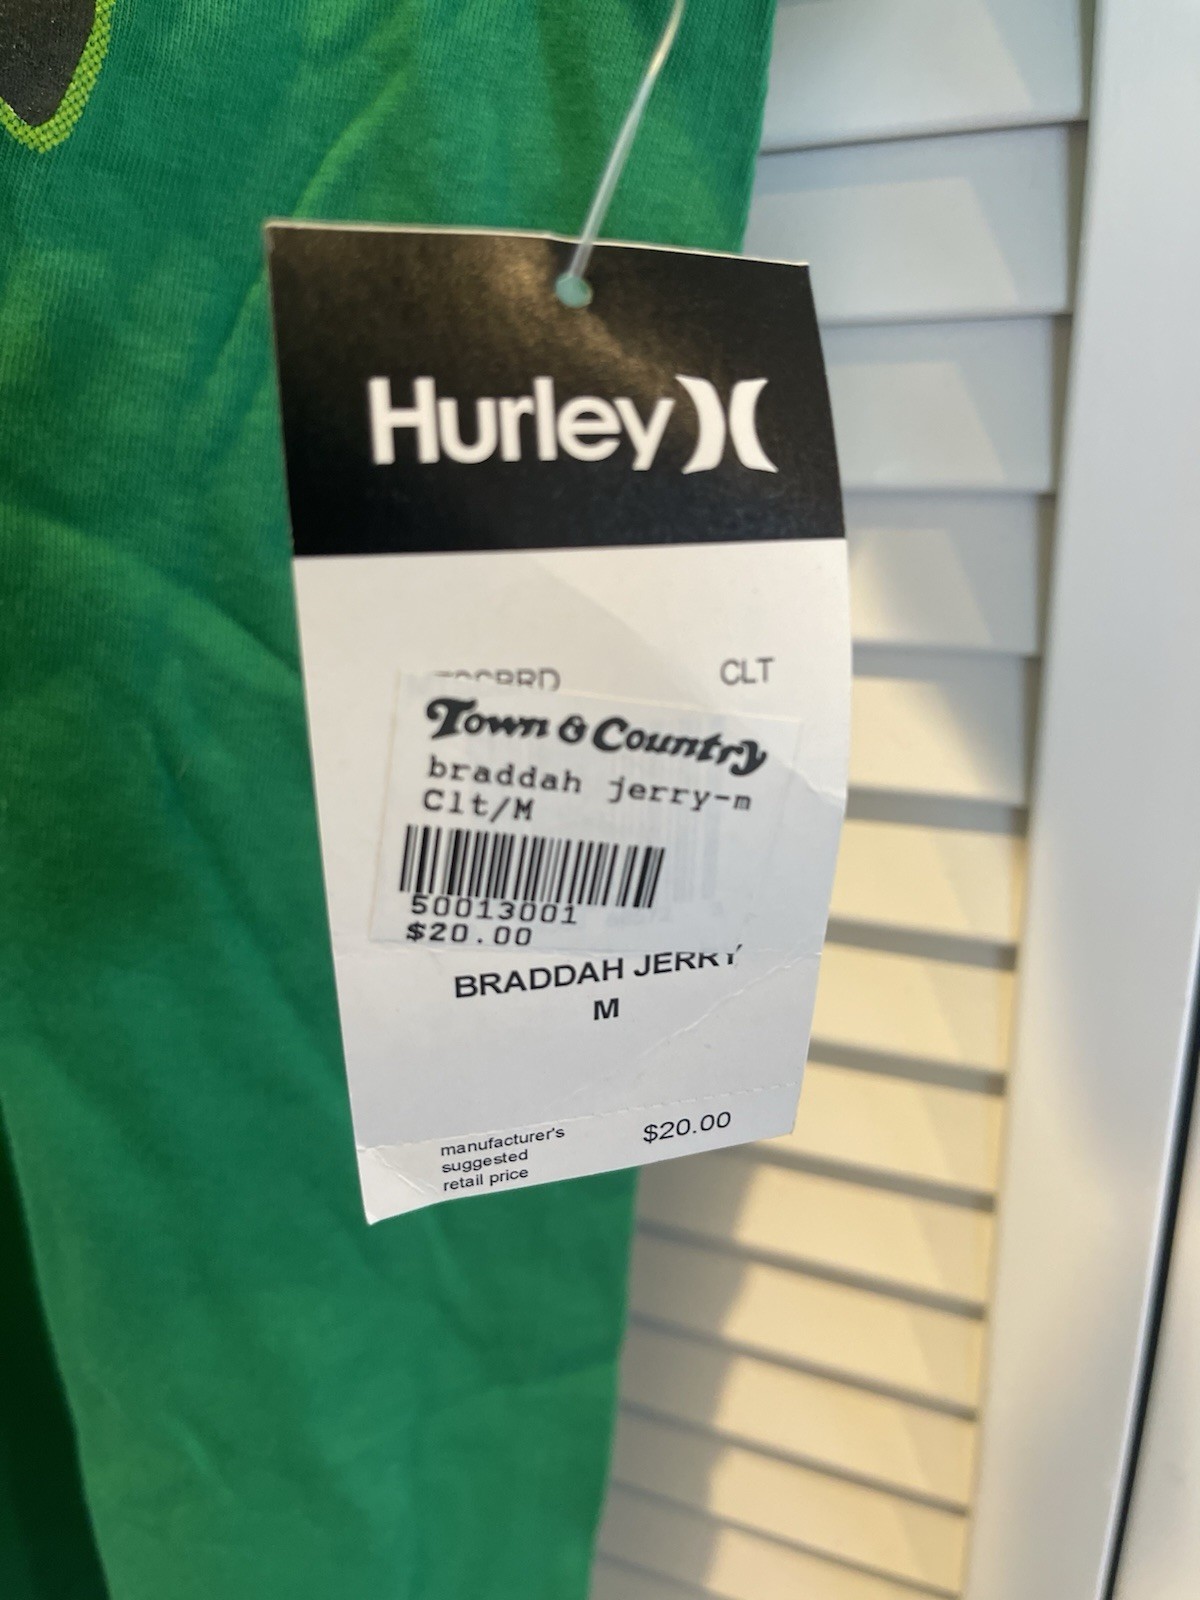 Hurley
CLT
Town & Country
braddah jerry-m
Clt/M
50013001
$20.00
BRADDAH JERRY
M
manufacturer's
suggested
retail price
$20.00